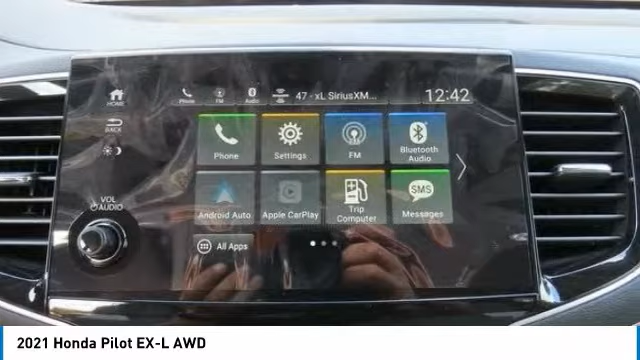 HOME
Phone
FM
Audio
47 - xL SiriusXM...
12:42
BACK
VOL
AUDIO
Phone
Settings
FM
Bluetooth
Audio
Android Auto
Apple CarPlay
Trip
Computer
SMS
Messages
All Apps
2021 Honda Pilot EX-L AWD